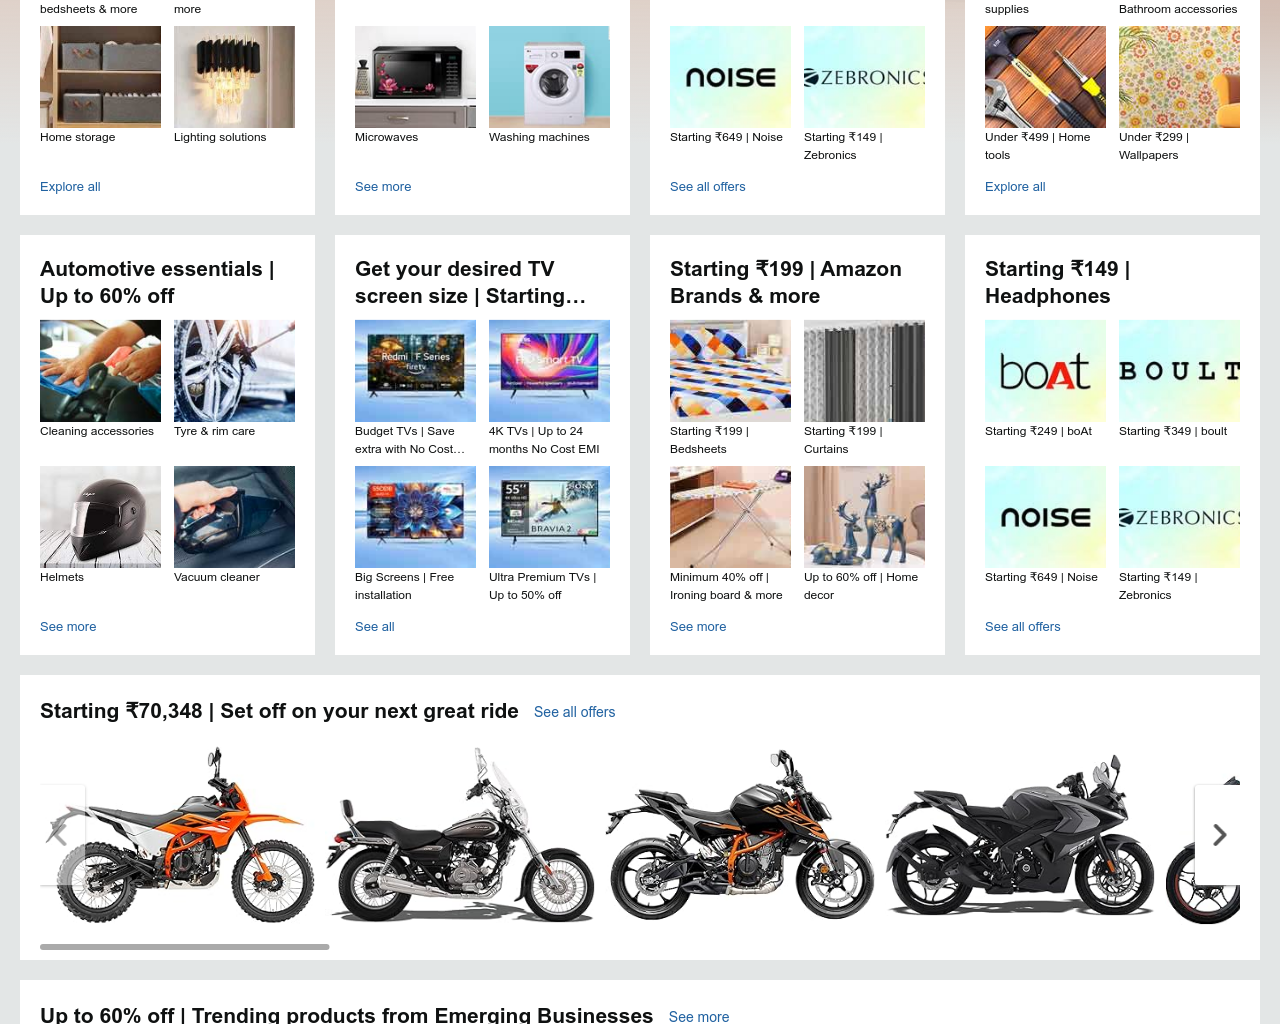 bedsheets & more
more
supplies
Bathroom accessories
Home storage
Lighting solutions
Explore all
Microwaves
Washing machines
See more
noise
ZEBRONICS
Starting ₹649 | Noise
Starting ₹149 |
Zebronics
See all offers
Under ₹499 | Home
tools
Under ₹299 |
Wallpapers
Explore all
Automotive essentials |
Up to 60% off
Cleaning accessories
Tyre & rim care
Helmets
Vacuum cleaner
See more
Get your desired TV
screen size | Starting…
Redmi F Series
firetv
Smart TV
Budget TVs | Save
extra with No Cost…
4K TVs | Up to 24
months No Cost EMI
55"
SONY
BRAVIA 2
Big Screens | Free
installation
Ultra Premium TVs |
Up to 50% off
See all
Starting ₹199 | Amazon
Brands & more
Starting ₹199 |
Bedsheets
Starting ₹199 |
Curtains
Minimum 40% off |
Ironing board & more
Up to 60% off | Home
decor
See more
Starting ₹149 |
Headphones
boAt
BOULT
Starting ₹249 | boAt
Starting ₹349 | boult
noise
ZEBRONICS
Starting ₹649 | Noise
Starting ₹149 |
Zebronics
See all offers
Starting ₹70,348 | Set off on your next great ride
See all offers
Up to 60% off | Trending products from Emerging Businesses
See more